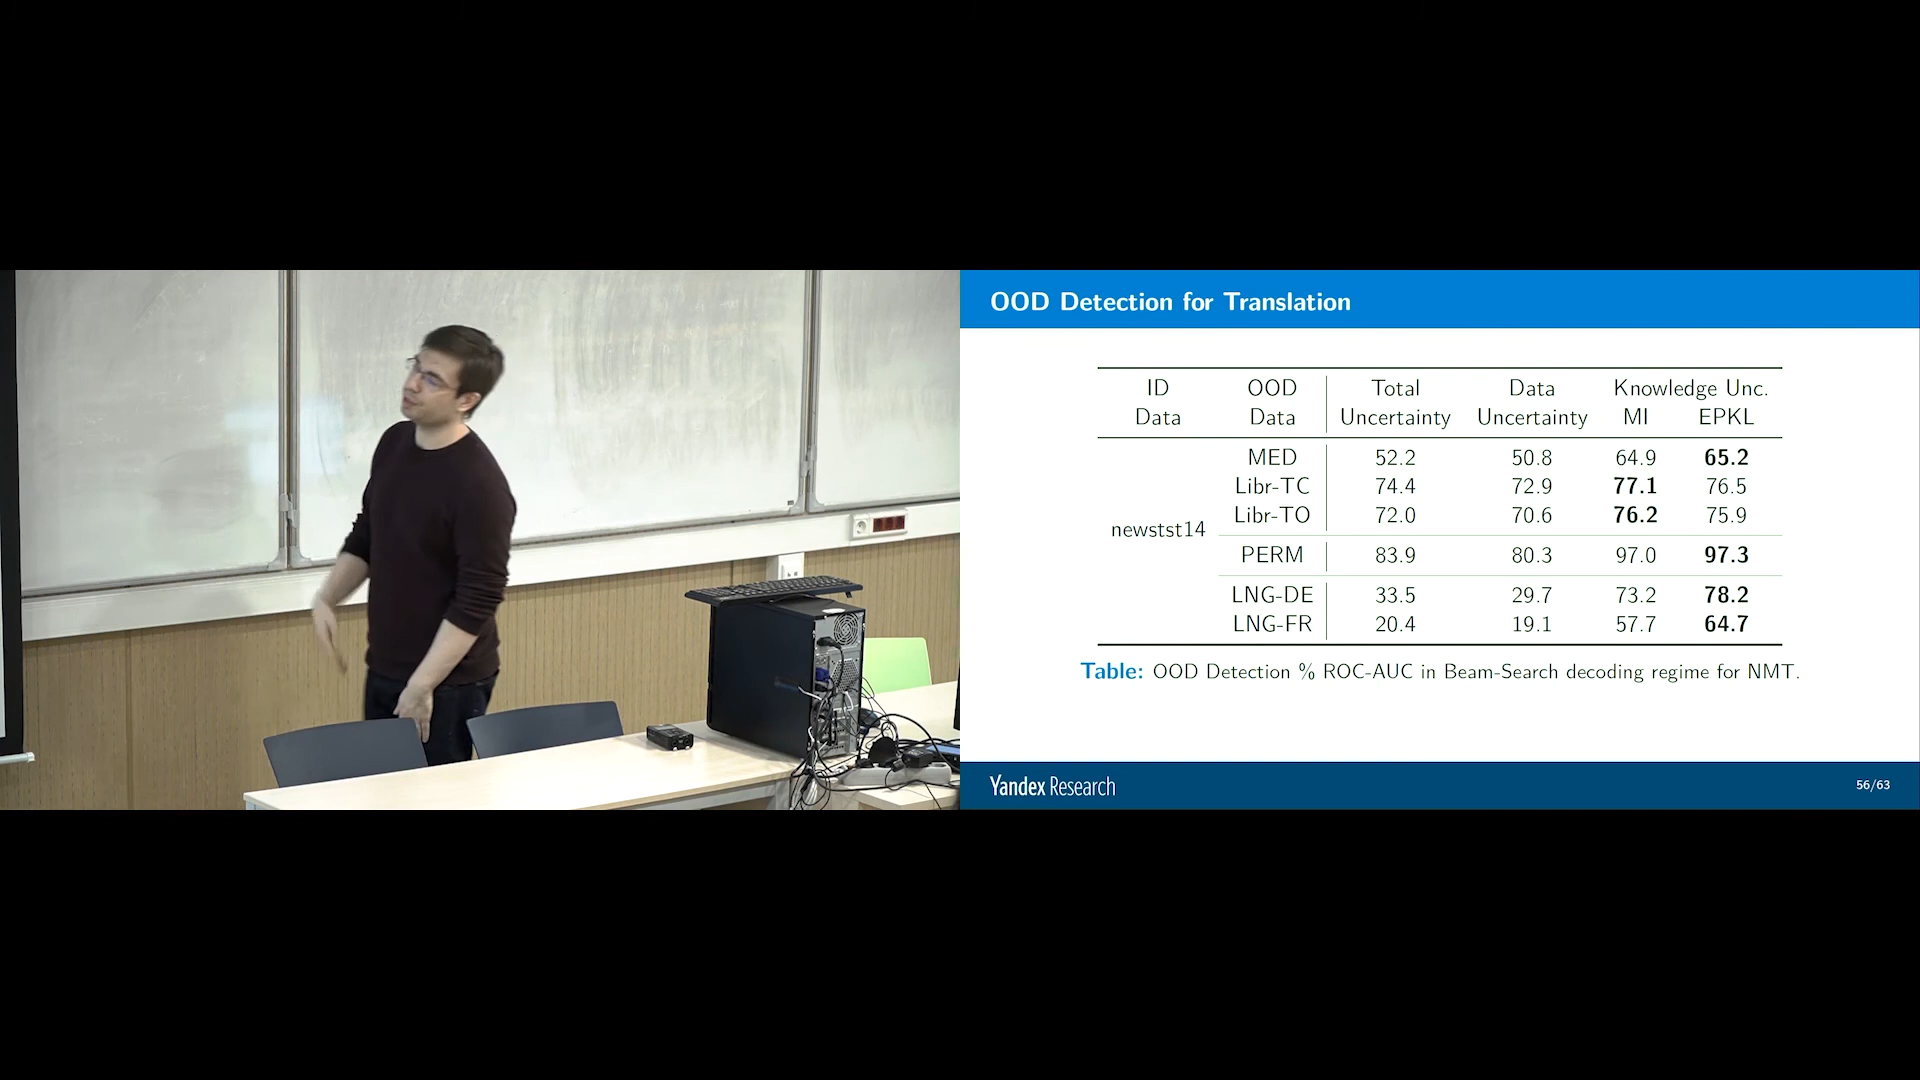 OOD Detection for Translation
ID OOD Total Data Knowledge Unc.
Data Data Uncertainty Uncertainty MI EPKL
MED 52.2 50.8 64.9 65.2
Libr-TC 74.4 72.9 77.1 76.5
Libr-TO 72.0 70.6 76.2 75.9
newstst14
PERM 83.9 80.3 97.0 97.3
LNG-DE 33.5 29.7 73.2 78.2
LNG-FR 20.4 19.1 57.7 64.7
Table: OOD Detection % ROC-AUC in Beam-Search decoding regime for NMT.
Yandex Research
56/63